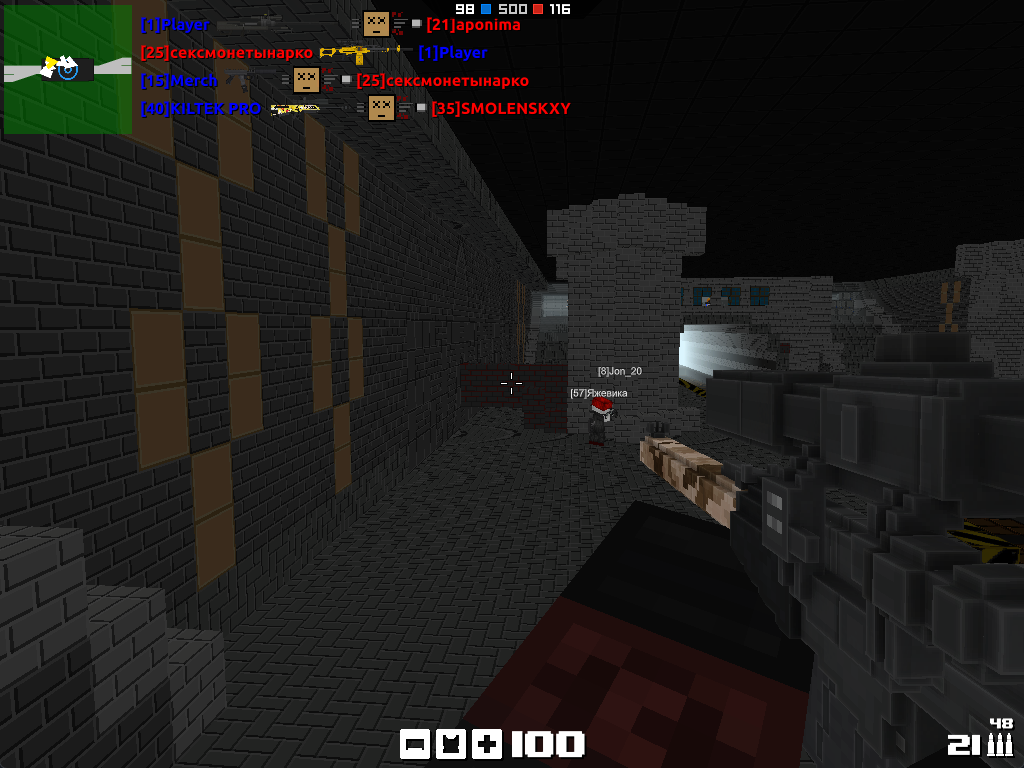 98 500 116
[1]Player [21]aponima
[25]сексмонетынарко [1]Player
[15]Merch [25]сексмонетынарко
[40]KILTEK PRO [35]SMOLENSKXY
[8]Jon_20
[57]Яжевика
48
100
21